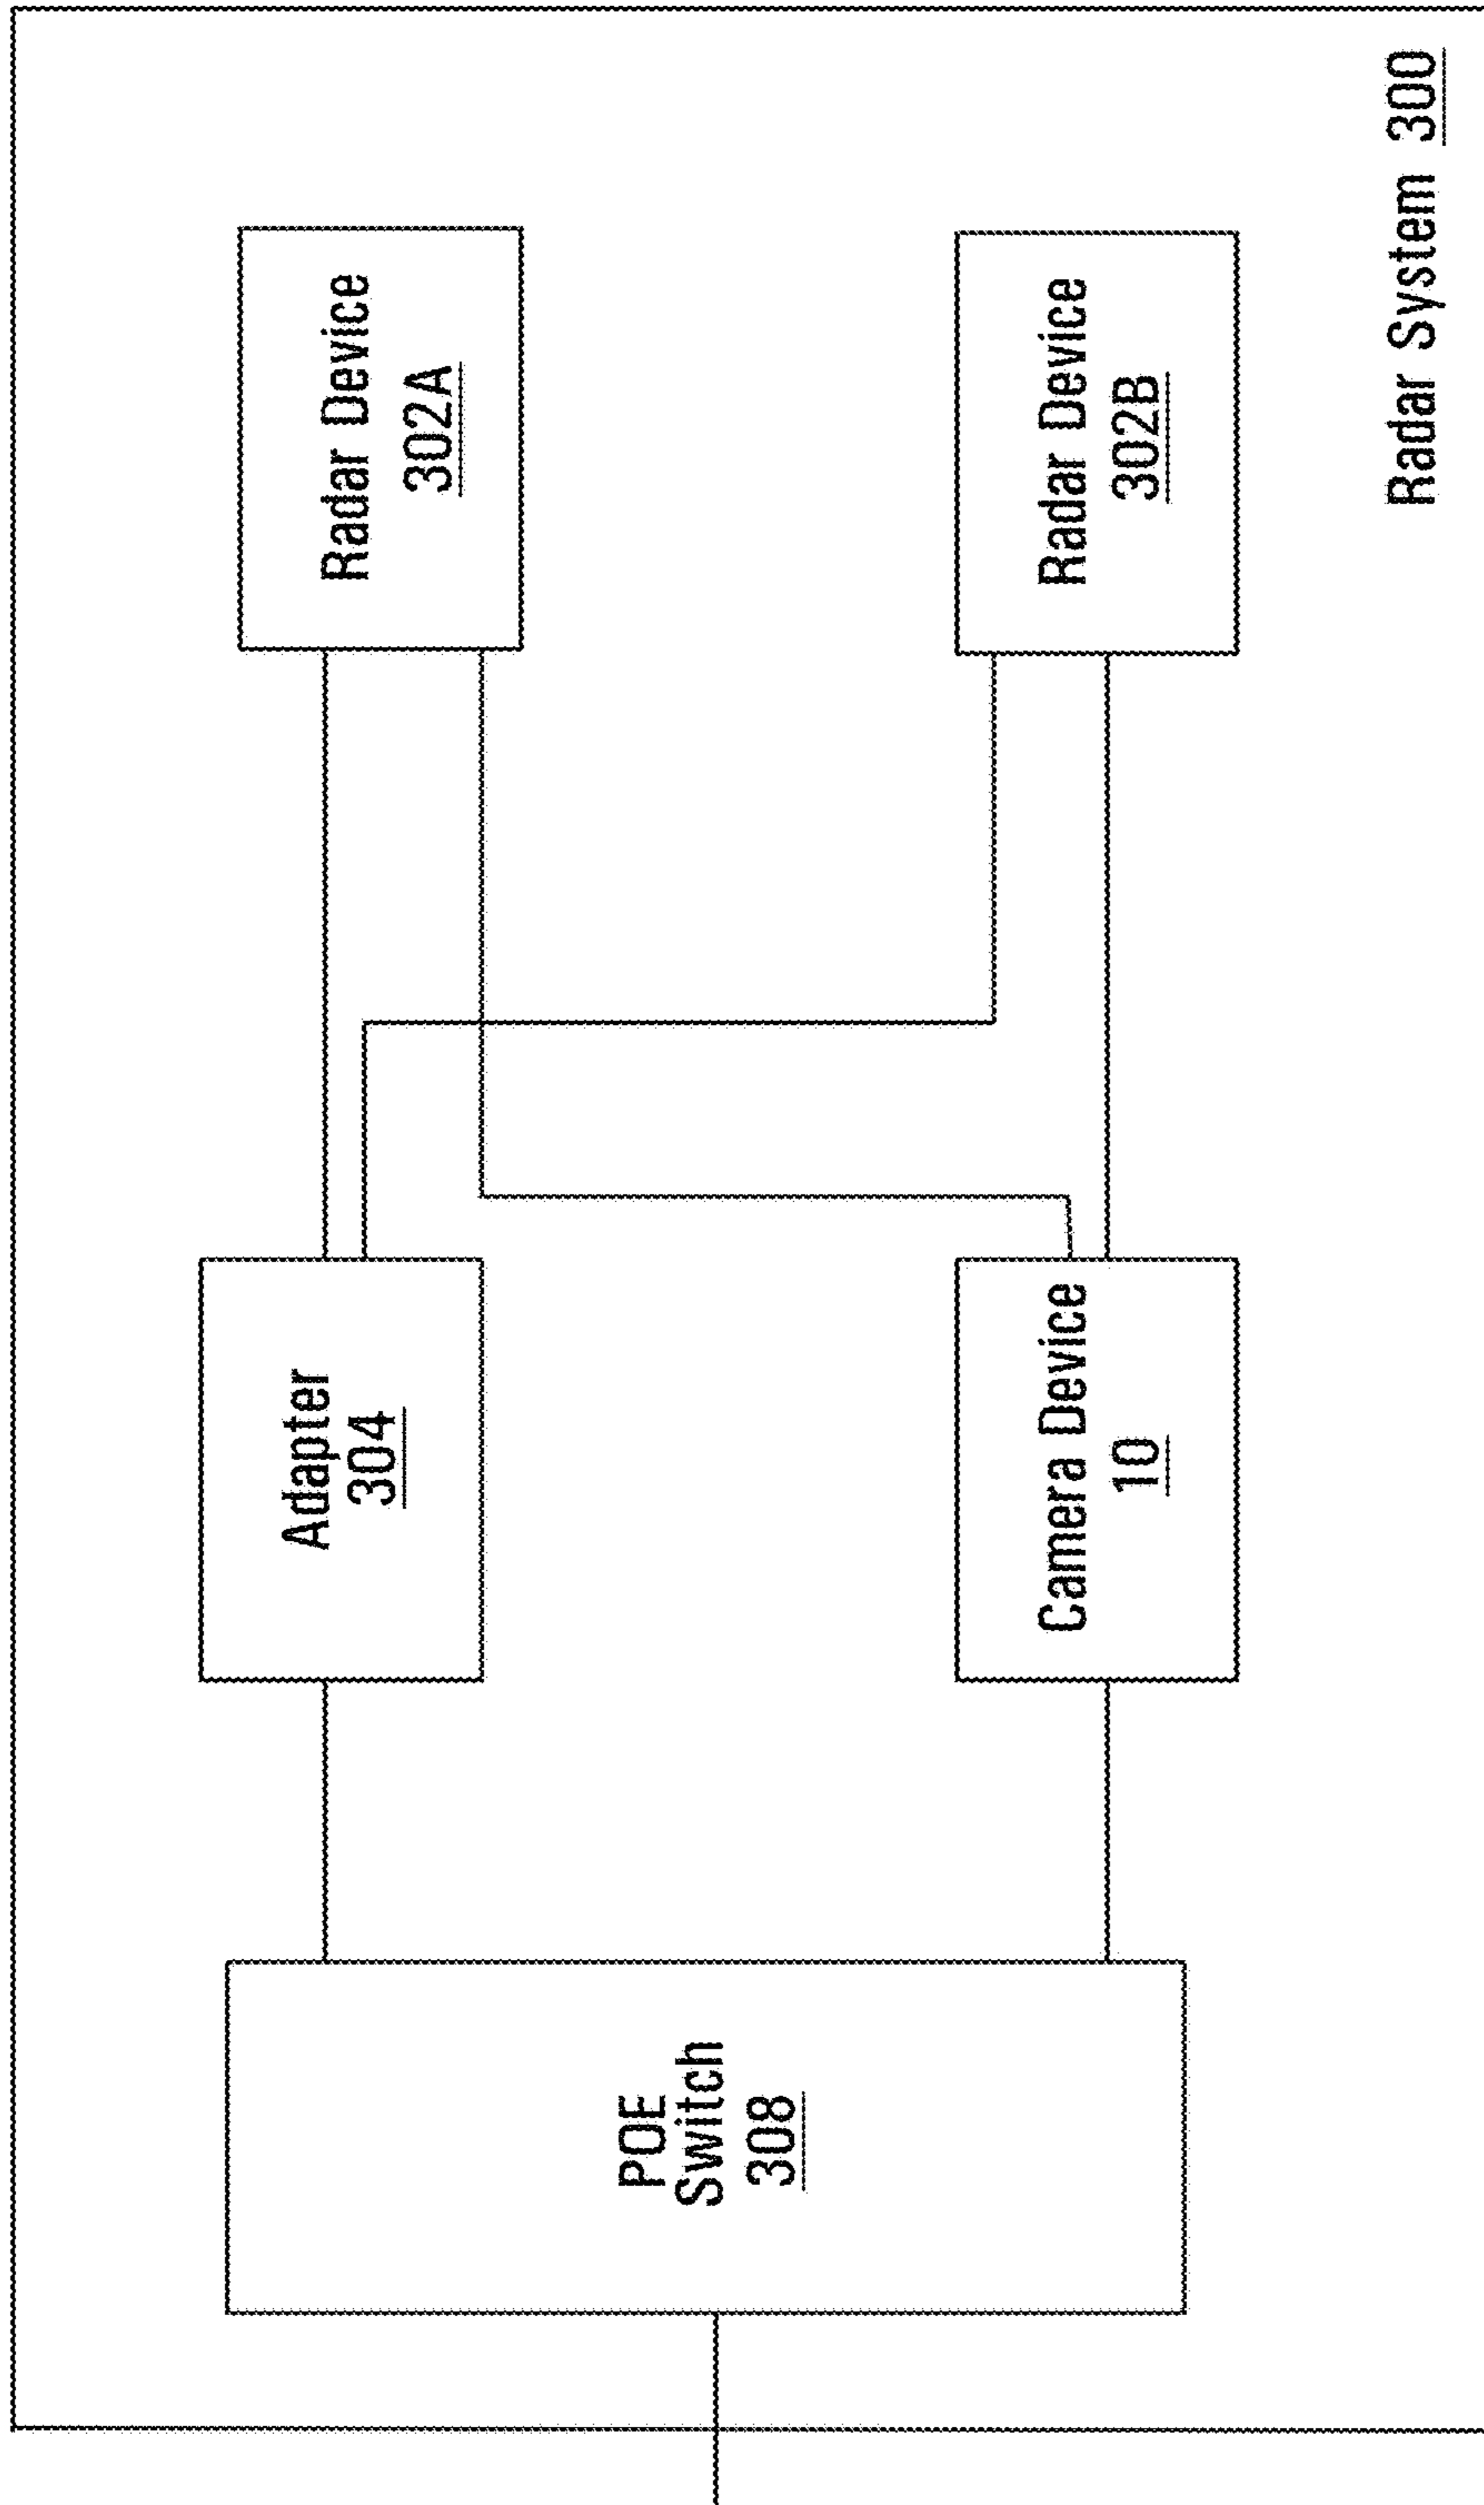 POE
Switch
308
Adapter
304
Radar Device
302A
Camera Device
10
Radar Device
302B
Radar System 300